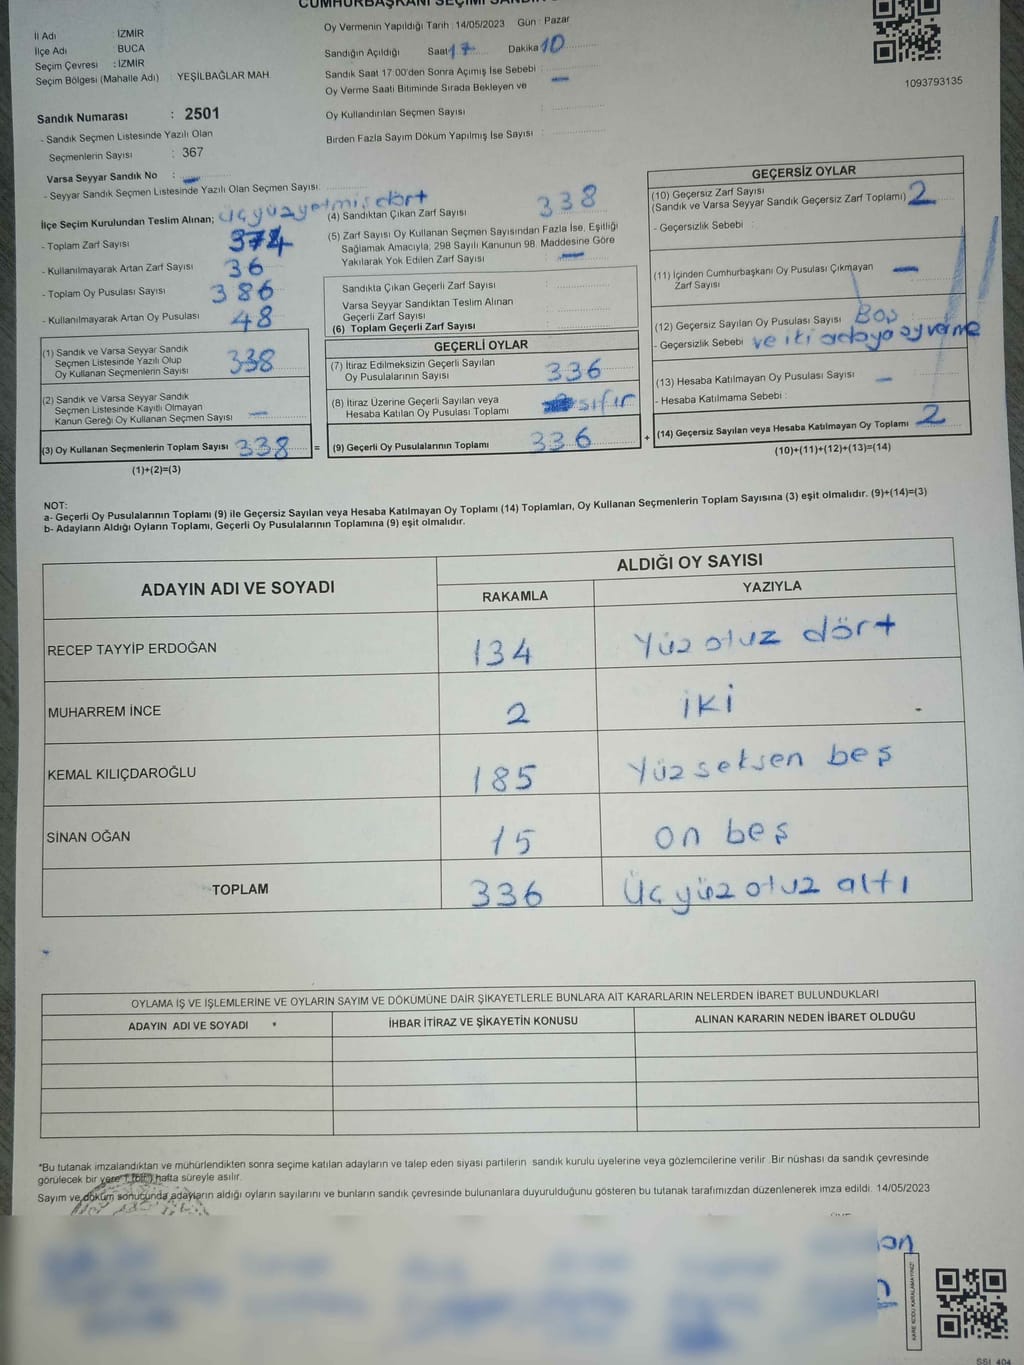 CUMHURBAŞKANI SEÇİMİ SANDIK
İl Adı : İZMİR
İlçe Adı : BUCA
Seçim Çevresi : İZMİR
Seçim Bölgesi (Mahalle Adı) : YEŞİLBAĞLAR MAH
Sandık Numarası : 2501
- Sandık Seçmen Listesinde Yazılı Olan
Seçmenlerin Sayısı : 367
Varsa Seyyar Sandık No : -
- Seyyar Sandık Seçmen Listesinde Yazılı Olan Seçmen Sayısı:
Oy Vermenin Yapıldığı Tarih : 14/05/2023 Gün : Pazar
Sandığın Açıldığı Saat 17 Dakika 10
Sandık Saat 17:00'den Sonra Açımış İse Sebebi :
Oy Verme Saati Bitiminde Sırada Bekleyen ve -
Oy Kullandırılan Seçmen Sayısı :
Birden Fazla Sayım Döküm Yapılmış İse Sayısı :
1093793135
İlçe Seçim Kurulundan Teslim Alınan; üçyüzyetmişdört
- Toplam Zarf Sayısı 374
- Kullanılmayarak Artan Zarf Sayısı 36
- Toplam Oy Pusulası Sayısı 386
- Kullanılmayarak Artan Oy Pusulası 48
(1) Sandık ve Varsa Seyyar Sandık
Seçmen Listesinde Yazılı Olup
Oy Kullanan Seçmenlerin Sayısı 338
(2) Sandık ve Varsa Seyyar Sandık
Seçmen Listesinde Kayıtlı Olmayan
Kanun Gereği Oy Kullanan Seçmen Sayısı -
(3) Oy Kullanan Seçmenlerin Toplam Sayısı 338 =
(1)+(2)=(3)
(4) Sandıktan Çıkan Zarf Sayısı 338
(5) Zarf Sayısı Oy Kullanan Seçmen Sayısından Fazla İse, Eşitliği
Sağlamak Amacıyla, 298 Sayılı Kanunun 98. Maddesine Göre
Yakılarak Yok Edilen Zarf Sayısı -
Sandıkta Çıkan Geçerli Zarf Sayısı :
Varsa Seyyar Sandıktan Teslim Alınan
Geçerli Zarf Sayısı :
(6) Toplam Geçerli Zarf Sayısı :
GEÇERLİ OYLAR
(7) İtiraz Edilmeksizin Geçerli Sayılan
Oy Pusulalarının Sayısı 336
(8) İtiraz Üzerine Geçerli Sayılan veya
Hesaba Katılan Oy Pusulası Toplamı sıfır
(9) Geçerli Oy Pusulalarının Toplamı 336 +
GEÇERSİZ OYLAR
(10) Geçersiz Zarf Sayısı
(Sandık ve Varsa Seyyar Sandık Geçersiz Zarf Toplamı) 2
- Geçersizlik Sebebi :
(11) İçinden Cumhurbaşkanı Oy Pusulası Çıkmayan
Zarf Sayısı -
(12) Geçersiz Sayılan Oy Pusulası Sayısı Boş
- Geçersizlik Sebebi ve iki adaya oy verme
(13) Hesaba Katılmayan Oy Pusulası Sayısı -
- Hesaba Katılmama Sebebi :
(14) Geçersiz Sayılan veya Hesaba Katılmayan Oy Toplamı 2
(10)+(11)+(12)+(13)=(14)
NOT:
a- Geçerli Oy Pusulalarının Toplamı (9) ile Geçersiz Sayılan veya Hesaba Katılmayan Oy Toplamı (14) Toplamları, Oy Kullanan Seçmenlerin Toplam Sayısına (3) eşit olmalıdır. (9)+(14)=(3)
b- Adayların Aldığı Oyların Toplamı, Geçerli Oy Pusulalarının Toplamına (9) eşit olmalıdır.
ADAYIN ADI VE SOYADI
ALDIĞI OY SAYISI
RAKAMLA YAZIYLA
RECEP TAYYİP ERDOĞAN 134 Yüz otuz dört
MUHARREM İNCE 2 iki
KEMAL KILIÇDAROĞLU 185 Yüz seksen beş
SİNAN OĞAN 15 on beş
TOPLAM 336 Üç yüz otuz altı
OYLAMA İŞ VE İŞLEMLERİNE VE OYLARIN SAYIM VE DÖKÜMÜNE DAİR ŞİKAYETLERLE BUNLARA AİT KARARLARIN NELERDEN İBARET BULUNDUKLARI
ADAYIN ADI VE SOYADI * İHBAR İTİRAZ VE ŞİKAYETİN KONUSU ALINAN KARARIN NEDEN İBARET OLDUĞU
*Bu tutanak imzalandıktan ve mühürlendikten sonra seçime katılan adayların ve talep eden siyasi partilerin sandık kurulu üyelerine veya gözlemcilerine verilir. Bir nüshası da sandık çevresinde
görülecek bir yere 1 (bir) hafta süreyle asılır.
Sayım ve döküm sonucunda adayların aldığı oyların sayılarını ve bunların sandık çevresinde bulunanlara duyurulduğunu gösteren bu tutanak tarafımızdan düzenlenerek imza edildi. 14/05/2023
KARE KODU KARALAMAYINIZ!